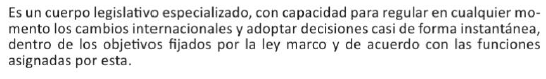 Es un cuerpo legislativo especializado, con capacidad para regular en cualquier mo-
mento los cambios internacionales y adoptar decisiones casi de forma instantánea,
dentro de los objetivos fijados por la ley marco y de acuerdo con las funciones
asignadas por esta.